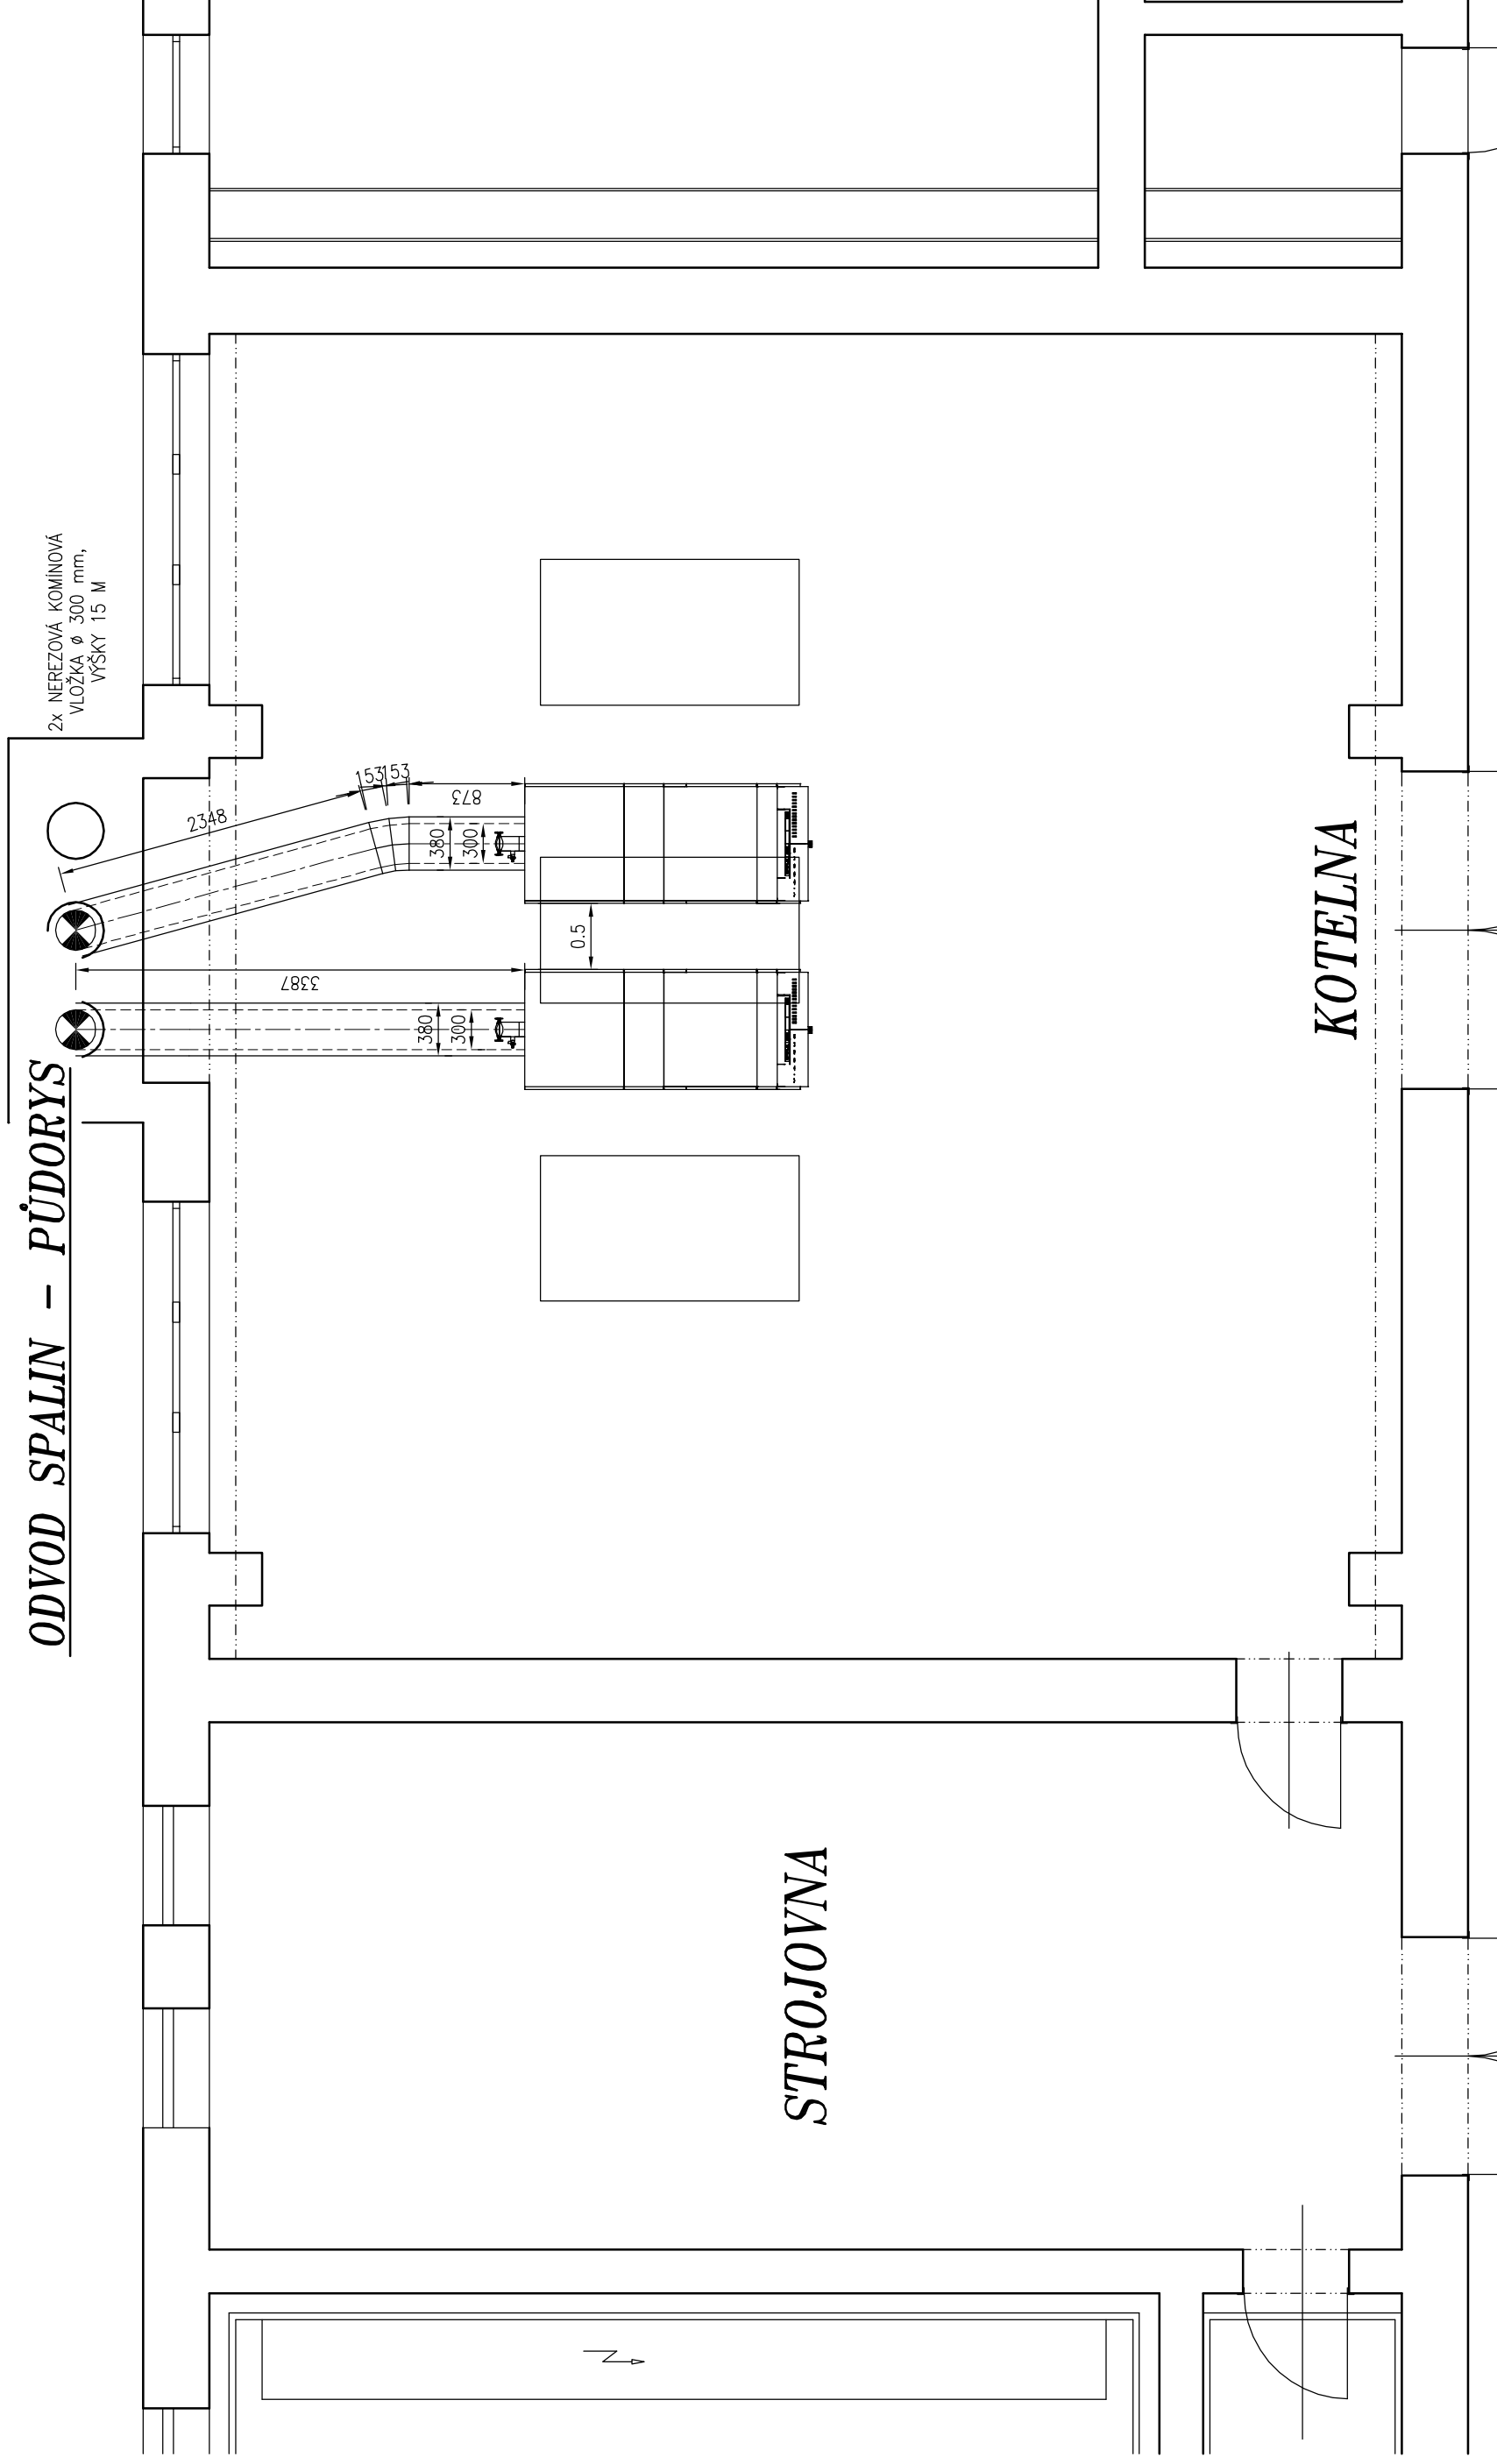 ODVOD SPALIN - PŮDORYS
2x NEREZOVÁ KOMÍNOVÁ
VLOŽKA ø 300 mm,
VÝŠKY 15 M
3387
2348
153
153
873
380
300
380
300
0.5
STROJOVNA
KOTELNA